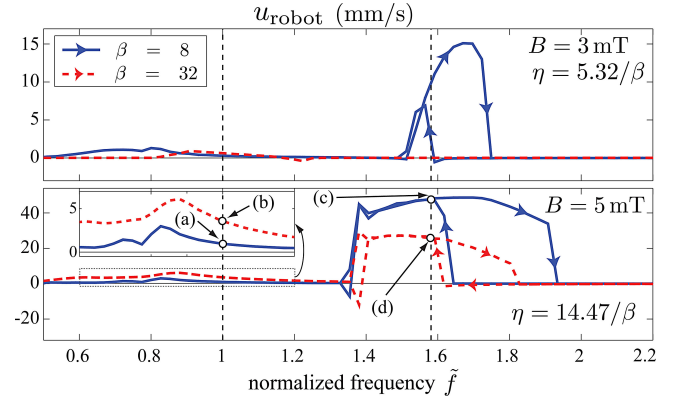 u_robot (mm/s)
15
10
5
0
β = 8
β = 32
B = 3 mT
η = 5.32/β
40
20
0
-20
5
0
(a)
(b)
(c)
(d)
B = 5 mT
η = 14.47/β
0.6 0.8 1 1.2 1.4 1.6 1.8 2 2.2
normalized frequency f̃